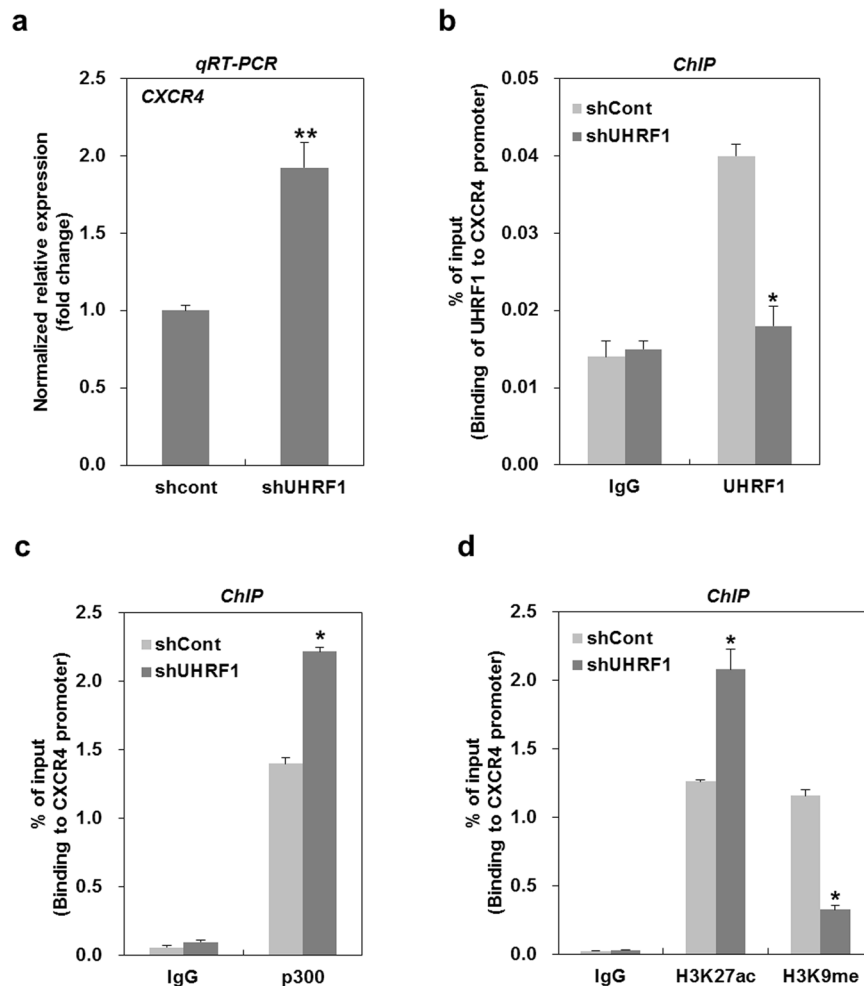 a
qRT-PCR
CXCR4
**
Normalized relative expression
(fold change)
2.5
2.0
1.5
1.0
0.5
0.0
shcont shUHRF1
b
ChIP
shCont
shUHRF1
*
% of input
(Binding of UHRF1 to CXCR4 promoter)
0.05
0.04
0.03
0.02
0.01
0.00
IgG UHRF1
c
ChIP
shCont
shUHRF1
*
% of input
(Binding to CXCR4 promoter)
2.5
2.0
1.5
1.0
0.5
0.0
IgG p300
d
ChIP
shCont
shUHRF1
*
*
% of input
(Binding to CXCR4 promoter)
2.5
2.0
1.5
1.0
0.5
0.0
IgG H3K27ac H3K9me